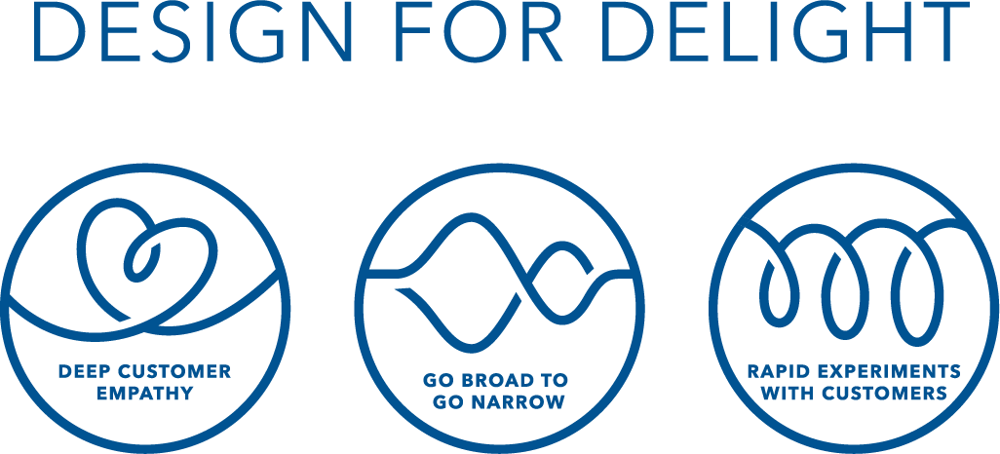 DESIGN FOR DELIGHT
DEEP CUSTOMER
EMPATHY
GO BROAD TO
GO NARROW
RAPID EXPERIMENTS
WITH CUSTOMERS